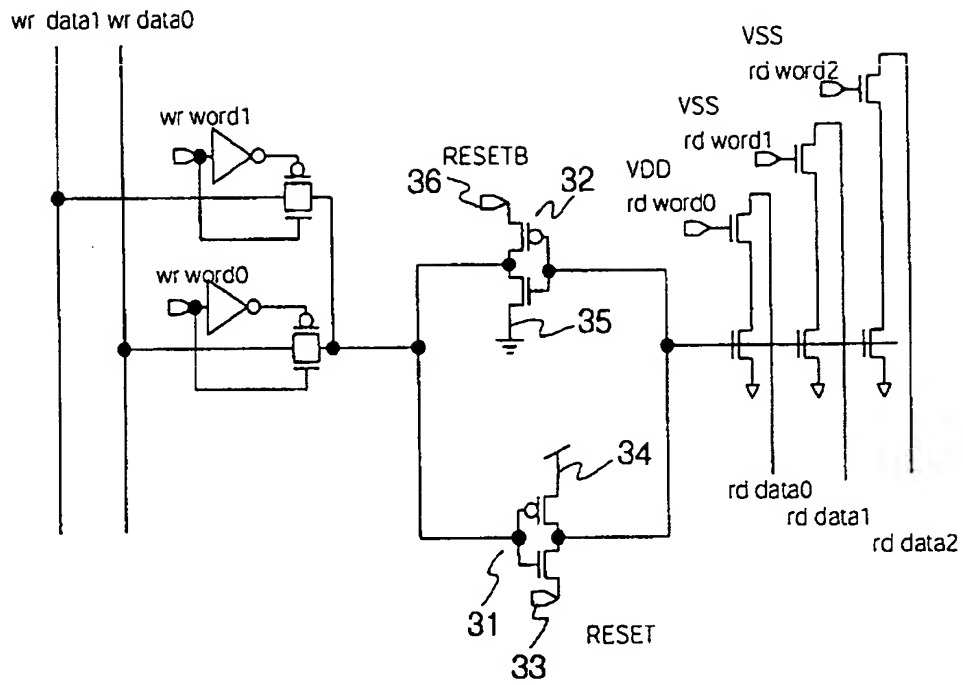 wr data1 wr data0
VSS
rd word2
wr word1
VSS
rd word1
RESETB
36
32
VDD
rd word0
wr word0
35
34
rd data0
rd data1
rd data2
31
33
RESET